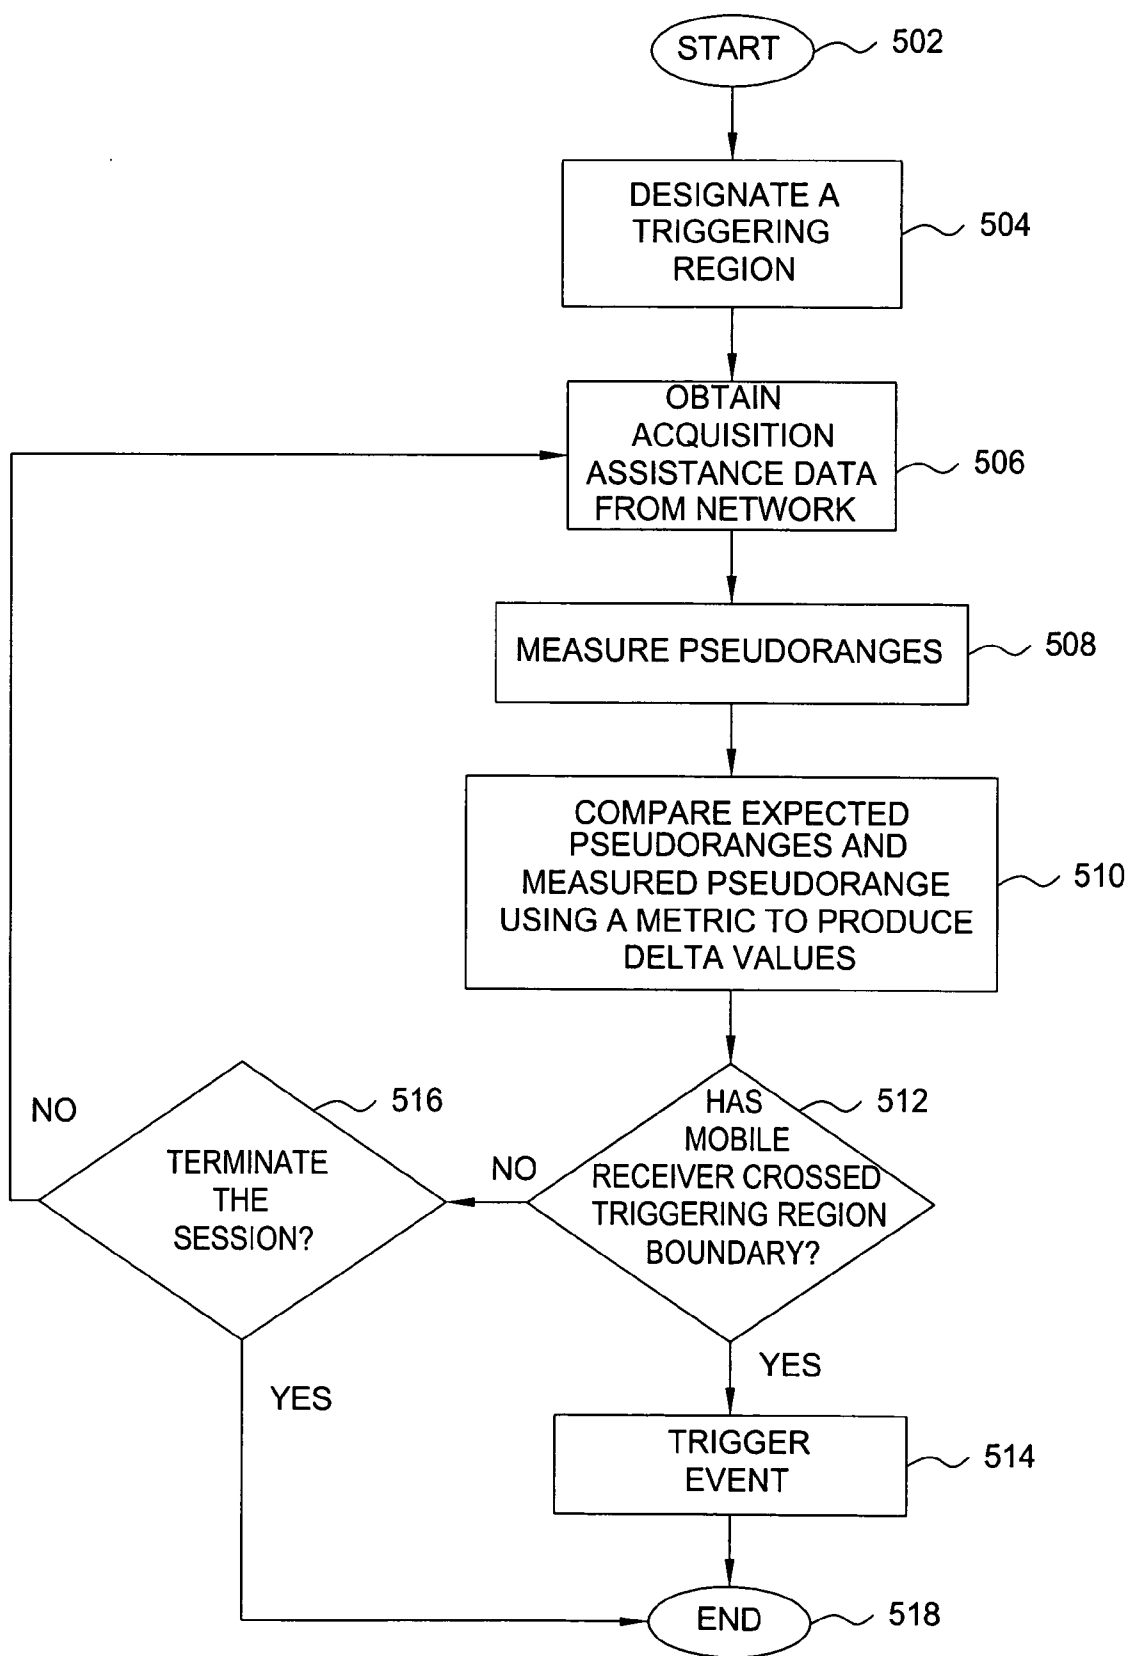 START
502
DESIGNATE A
TRIGGERING
REGION
504
OBTAIN
ACQUISITION
ASSISTANCE DATA
FROM NETWORK
506
MEASURE PSEUDORANGES
508
COMPARE EXPECTED
PSEUDORANGES AND
MEASURED PSEUDORANGE
USING A METRIC TO PRODUCE
DELTA VALUES
510
HAS
MOBILE
RECEIVER CROSSED
TRIGGERING REGION
BOUNDARY?
512
NO
TERMINATE
THE
SESSION?
516
NO
YES
YES
TRIGGER
EVENT
514
END
518